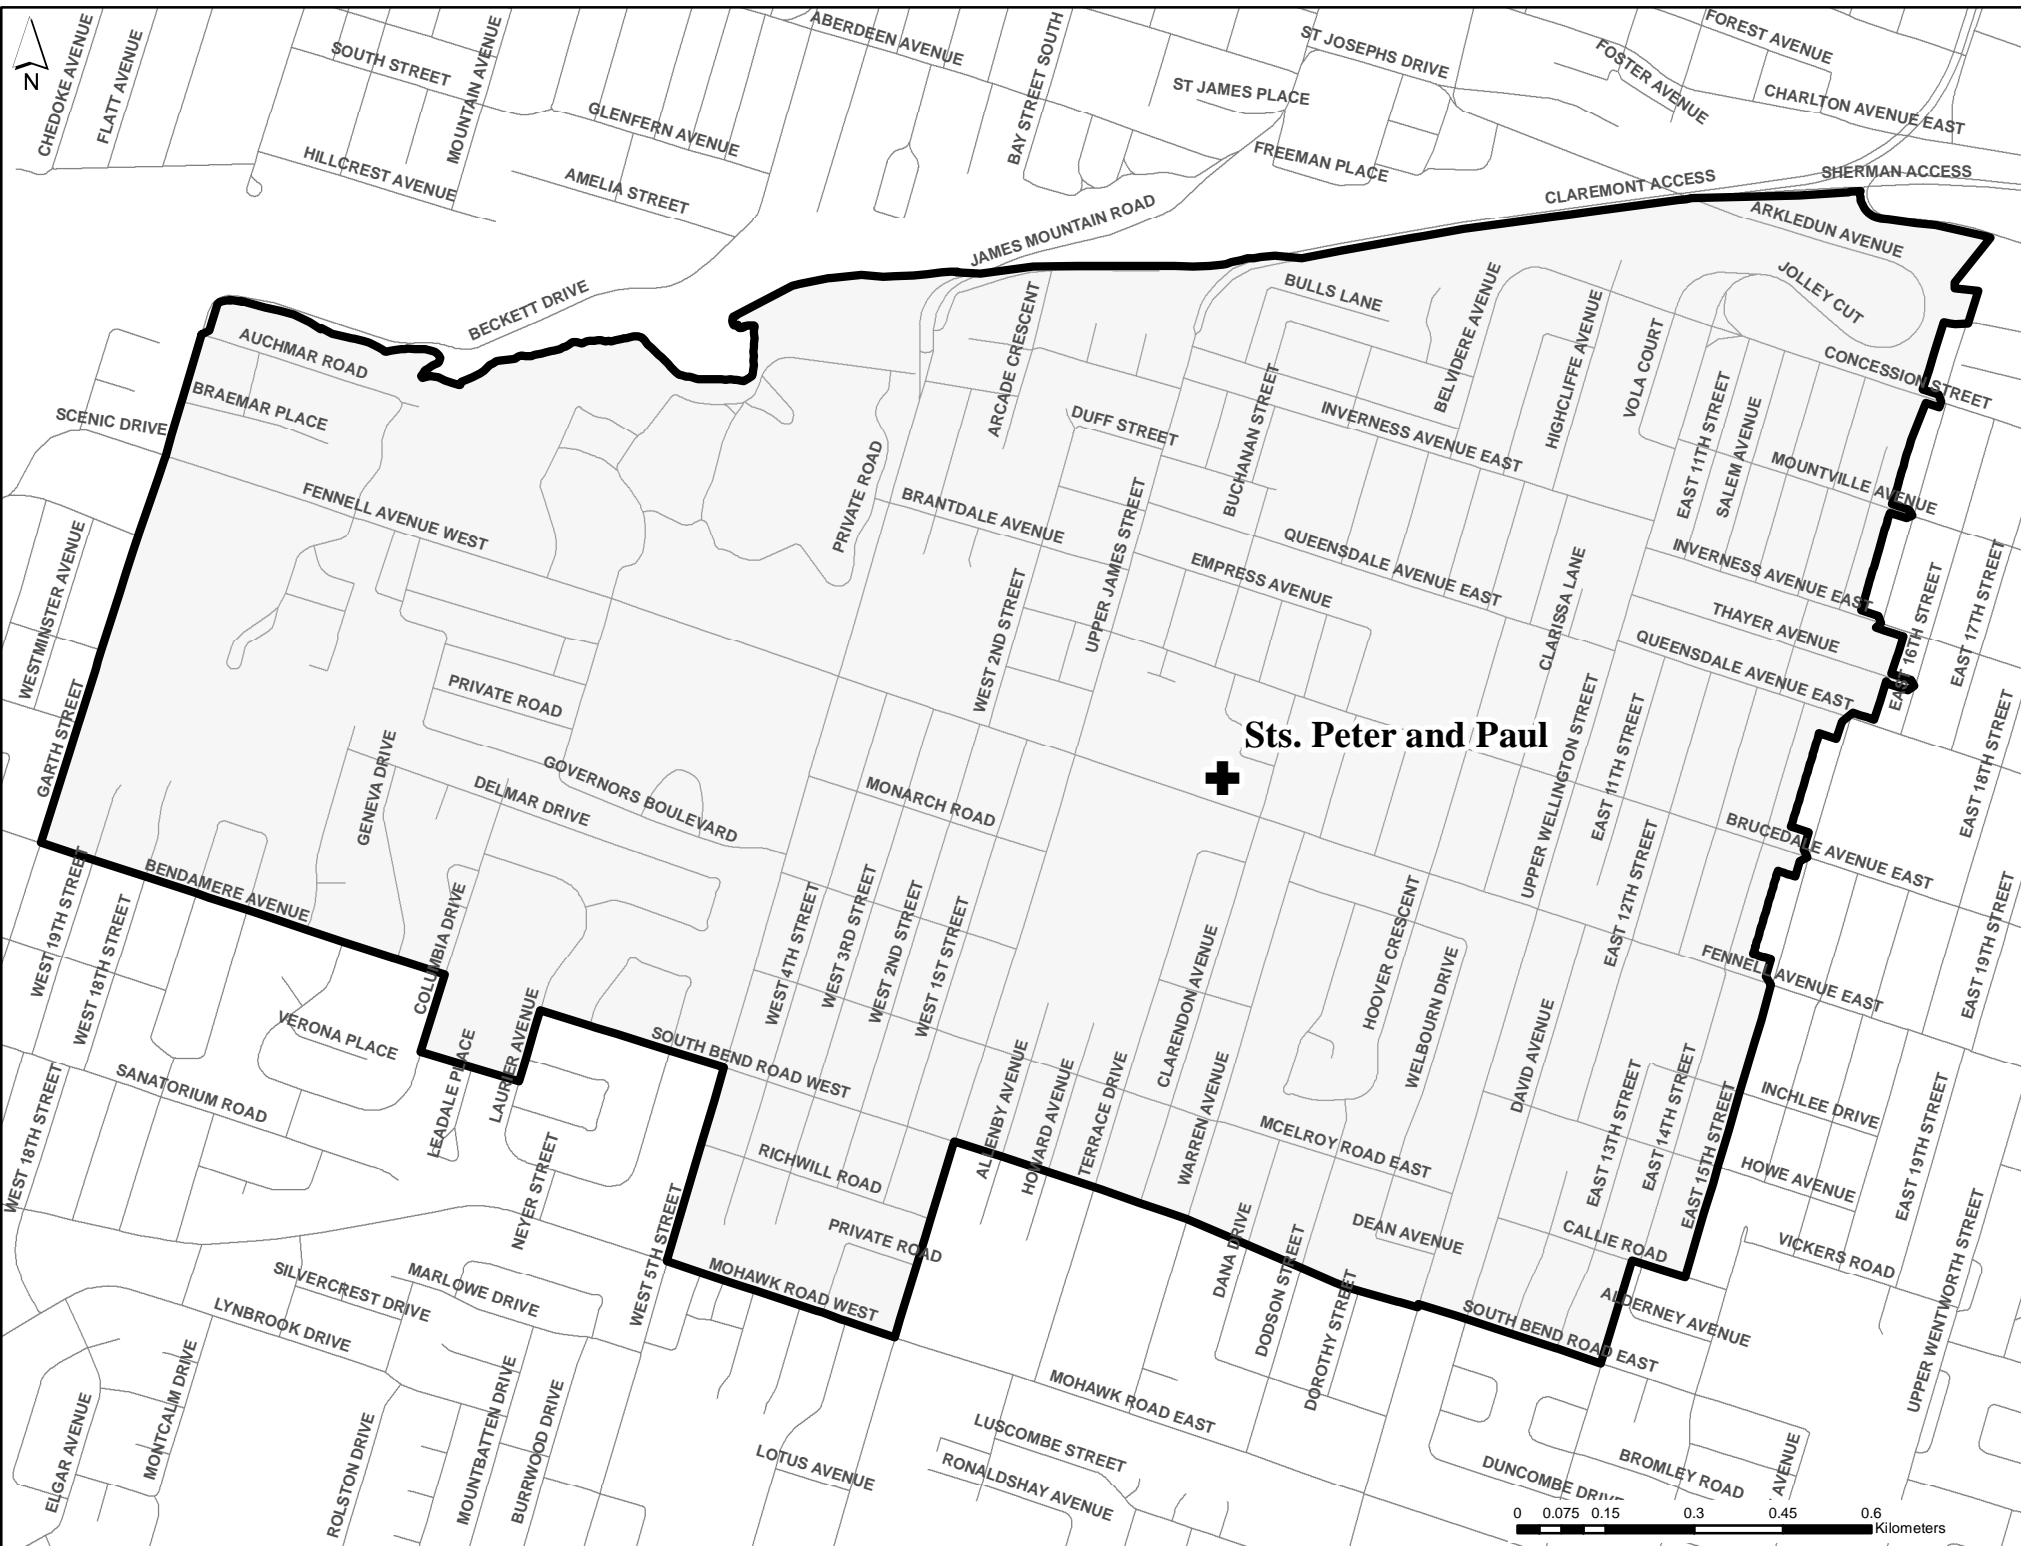 CHEDOKE AVENUE
FLATT AVENUE
SOUTH STREET
MOUNTAIN AVENUE
ABERDEEN AVENUE
BAY STREET SOUTH
ST JOSEPHS DRIVE
FOSTER AVENUE
FOREST AVENUE
N
ST JAMES PLACE
CHARLTON AVENUE EAST
GLENFERN AVENUE
HILLCREST AVENUE
AMELIA STREET
FREEMAN PLACE
CLAREMONT ACCESS
SHERMAN ACCESS
JAMES MOUNTAIN ROAD
ARKLEDUN AVENUE
JOLLEY CUT
BECKETT DRIVE
BULLS LANE
AUCHMAR ROAD
BRAEMAR PLACE
SCENIC DRIVE
ARCADE CRESCENT
BELVIDERE AVENUE
HIGHCLIFFE AVENUE
VOLA COURT
CONCESSION STREET
DUFF STREET
BUCHANAN STREET
INVERNESS AVENUE EAST
EAST 11TH STREET
SALEM AVENUE
MOUNTVILLE AVENUE
FENNELL AVENUE WEST
PRIVATE ROAD
BRANTDALE AVENUE
UPPER JAMES STREET
QUEENSDALE AVENUE EAST
EMPRESS AVENUE
CLARISSA LANE
INVERNESS AVENUE EAST
THAYER AVENUE
QUEENSDALE AVENUE EAST
EAST 16TH STREET
EAST 17TH STREET
WESTMINSTER AVENUE
WEST 2ND STREET
GARTH STREET
PRIVATE ROAD
Sts. Peter and Paul
UPPER WELLINGTON STREET
EAST 11TH STREET
EAST 18TH STREET
GENEVA DRIVE
GOVERNORS BOULEVARD
DELMAR DRIVE
MONARCH ROAD
BRUCEDALE AVENUE EAST
EAST 12TH STREET
BENDAMERE AVENUE
WEST 19TH STREET
WEST 18TH STREET
COLUMBIA DRIVE
WEST 4TH STREET
WEST 3RD STREET
WEST 2ND STREET
WEST 1ST STREET
CLARENDON AVENUE
HOOVER CRESCENT
WELBOURN DRIVE
FENNELL AVENUE EAST
EAST 19TH STREET
VERONA PLACE
LEADALE PLACE
LAURIER AVENUE
SOUTH BEND ROAD WEST
ALLENBY AVENUE
HOWARD AVENUE
TERRACE DRIVE
WARREN AVENUE
DAVID AVENUE
EAST 13TH STREET
EAST 14TH STREET
EAST 15TH STREET
INCHLEE DRIVE
SANATORIUM ROAD
WEST 18TH STREET
NEYER STREET
RICHWILL ROAD
MCELROY ROAD EAST
HOWE AVENUE
EAST 19TH STREET
PRIVATE ROAD
WEST 5TH STREET
DANA DRIVE
DODSON STREET
DOROTHY STREET
DEAN AVENUE
CALLIE ROAD
VICKERS ROAD
UPPER WENTWORTH STREET
SILVERCREST DRIVE
MARLOWE DRIVE
MOHAWK ROAD WEST
LYNBROOK DRIVE
SOUTH BEND ROAD EAST
ALDERNEY AVENUE
ELGAR AVENUE
MONTCALM DRIVE
ROLSTON DRIVE
MOUNTBATTEN DRIVE
BURRWOOD DRIVE
MOHAWK ROAD EAST
LOTUS AVENUE
LUSCOMBE STREET
RONALDSHAY AVENUE
DUNCOMBE DRIVE
BROMLEY ROAD
AVENUE
0 0.075 0.15 0.3 0.45 0.6
Kilometers